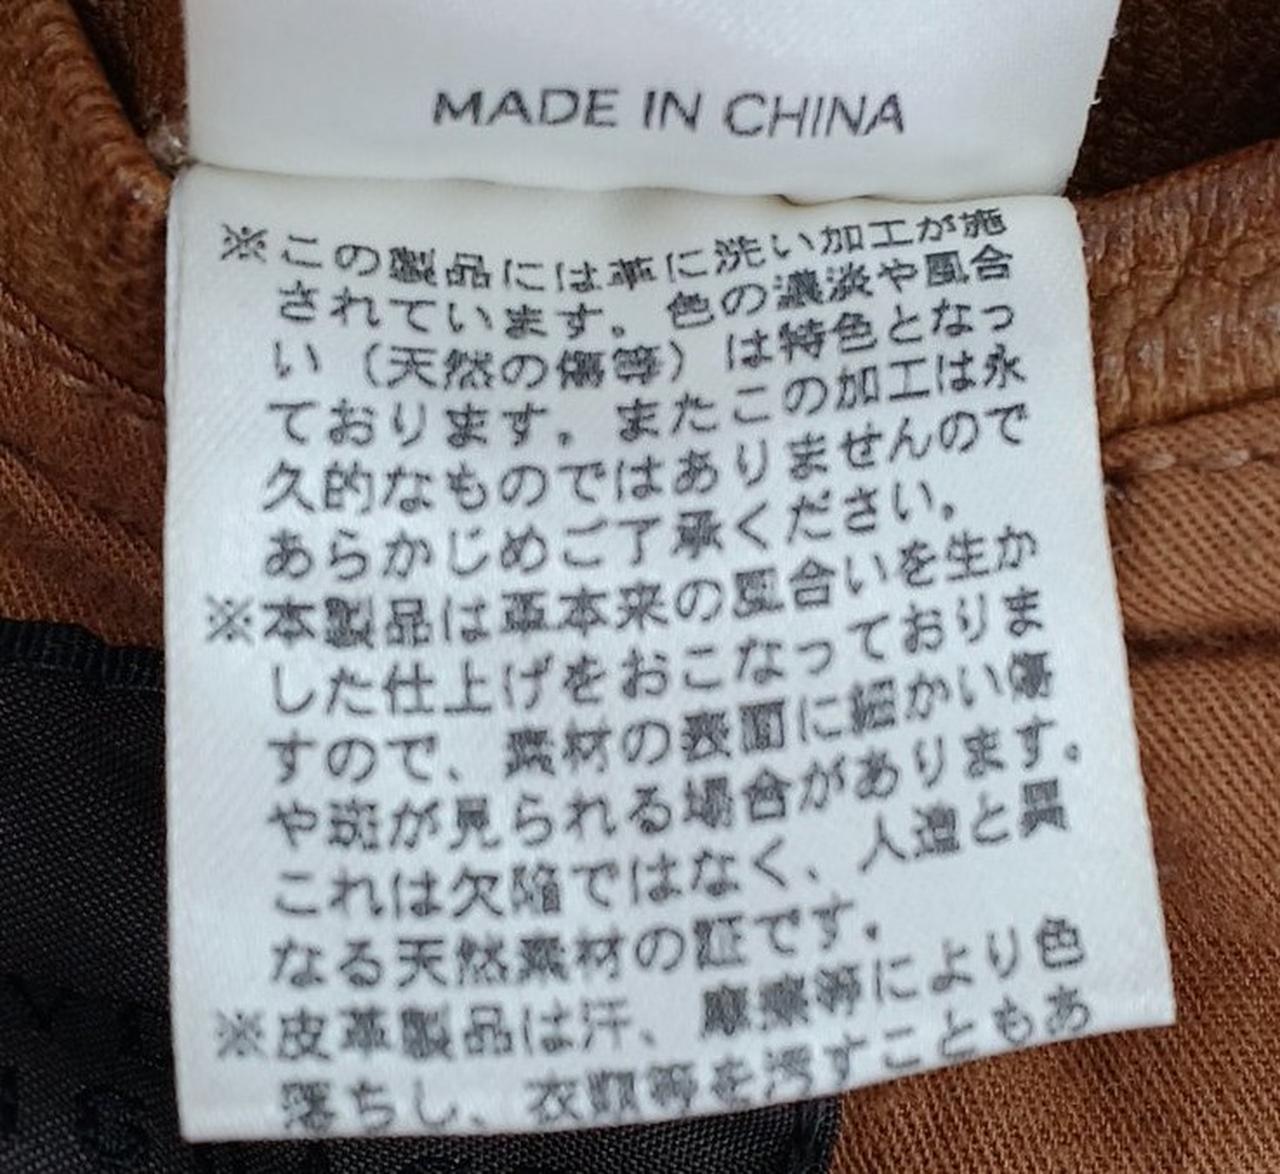 MADE IN CHINA
※この製品には革に洗い加工が施
されています。色の濃淡や風合
い（天然の傷等）は特色となっ
ております。またこの加工は永
久的なものではありませんので
あらかじめご了承ください。
※本製品は革本来の風合いを生か
した仕上げをおこなっておりま
すので、素材の表面に細かい傷
や斑が見られる場合があります。
これは欠陥ではなく、人造と異
なる天然素材の証です。
※皮革製品は汗、摩擦等により色
落ちし、衣類等を汚すこともあ